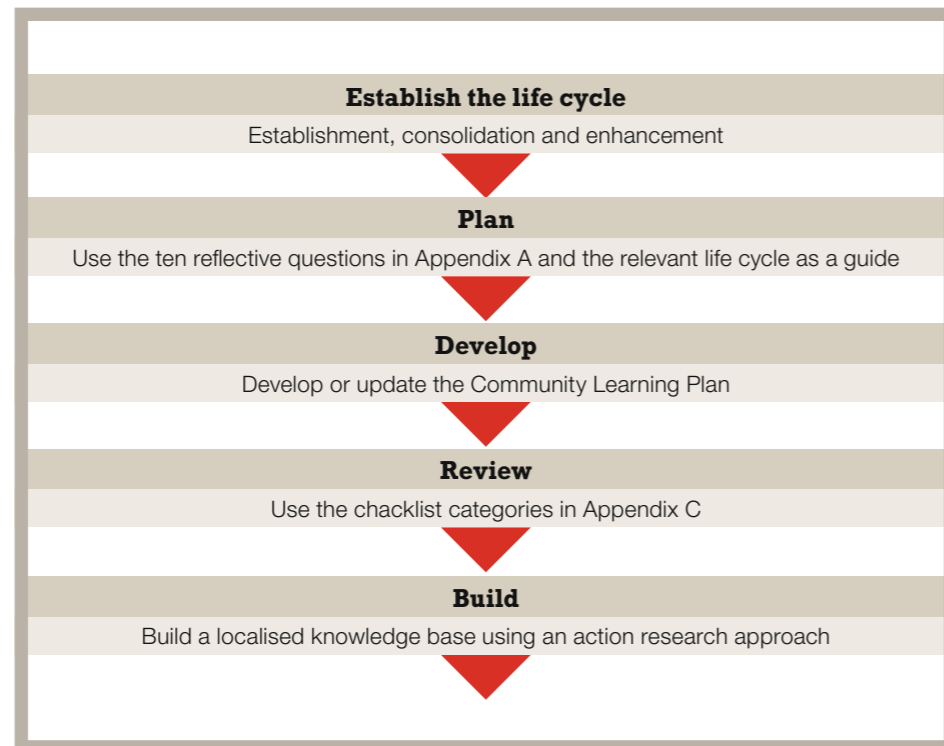 Establish the life cycle
Establishment, consolidation and enhancement
Plan
Use the ten reflective questions in Appendix A and the relevant life cycle as a guide
Develop
Develop or update the Community Learning Plan
Review
Use the chacklist categories in Appendix C
Build
Build a localised knowledge base using an action research approach